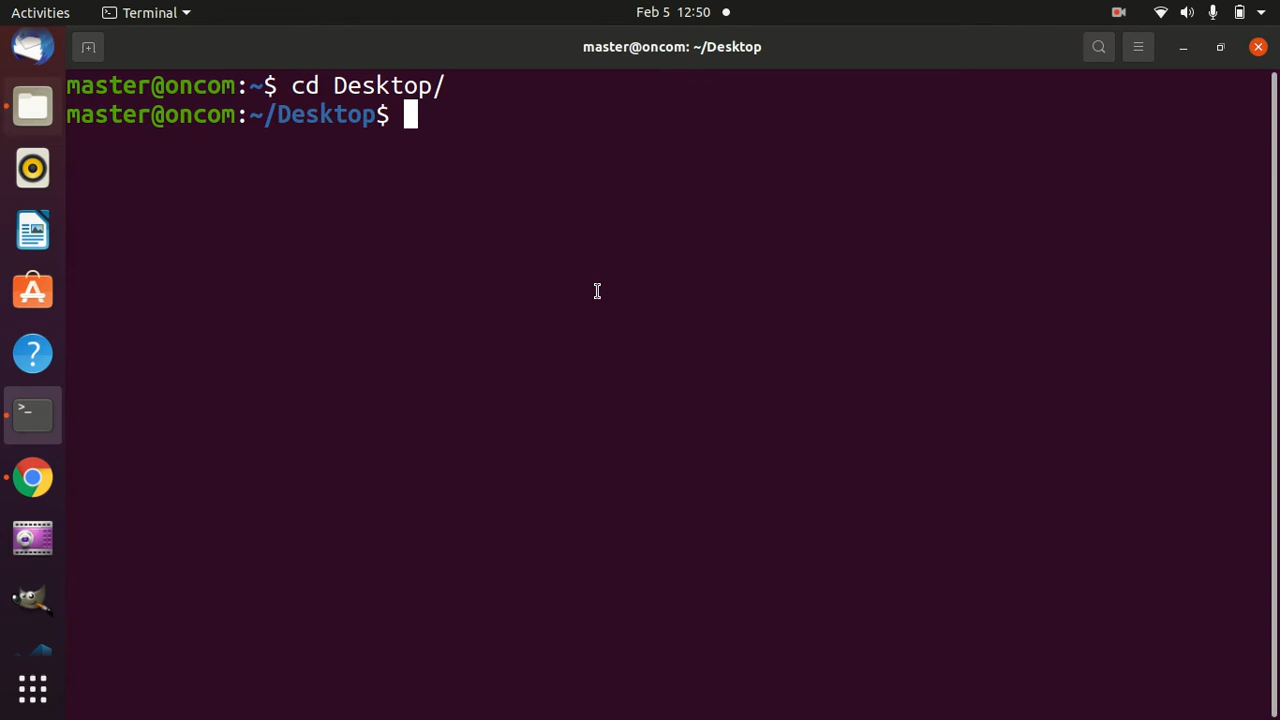 Activities Terminal Feb 5 12:50
master@oncom: ~/Desktop
master@oncom:~$ cd Desktop/
master@oncom:~/Desktop$